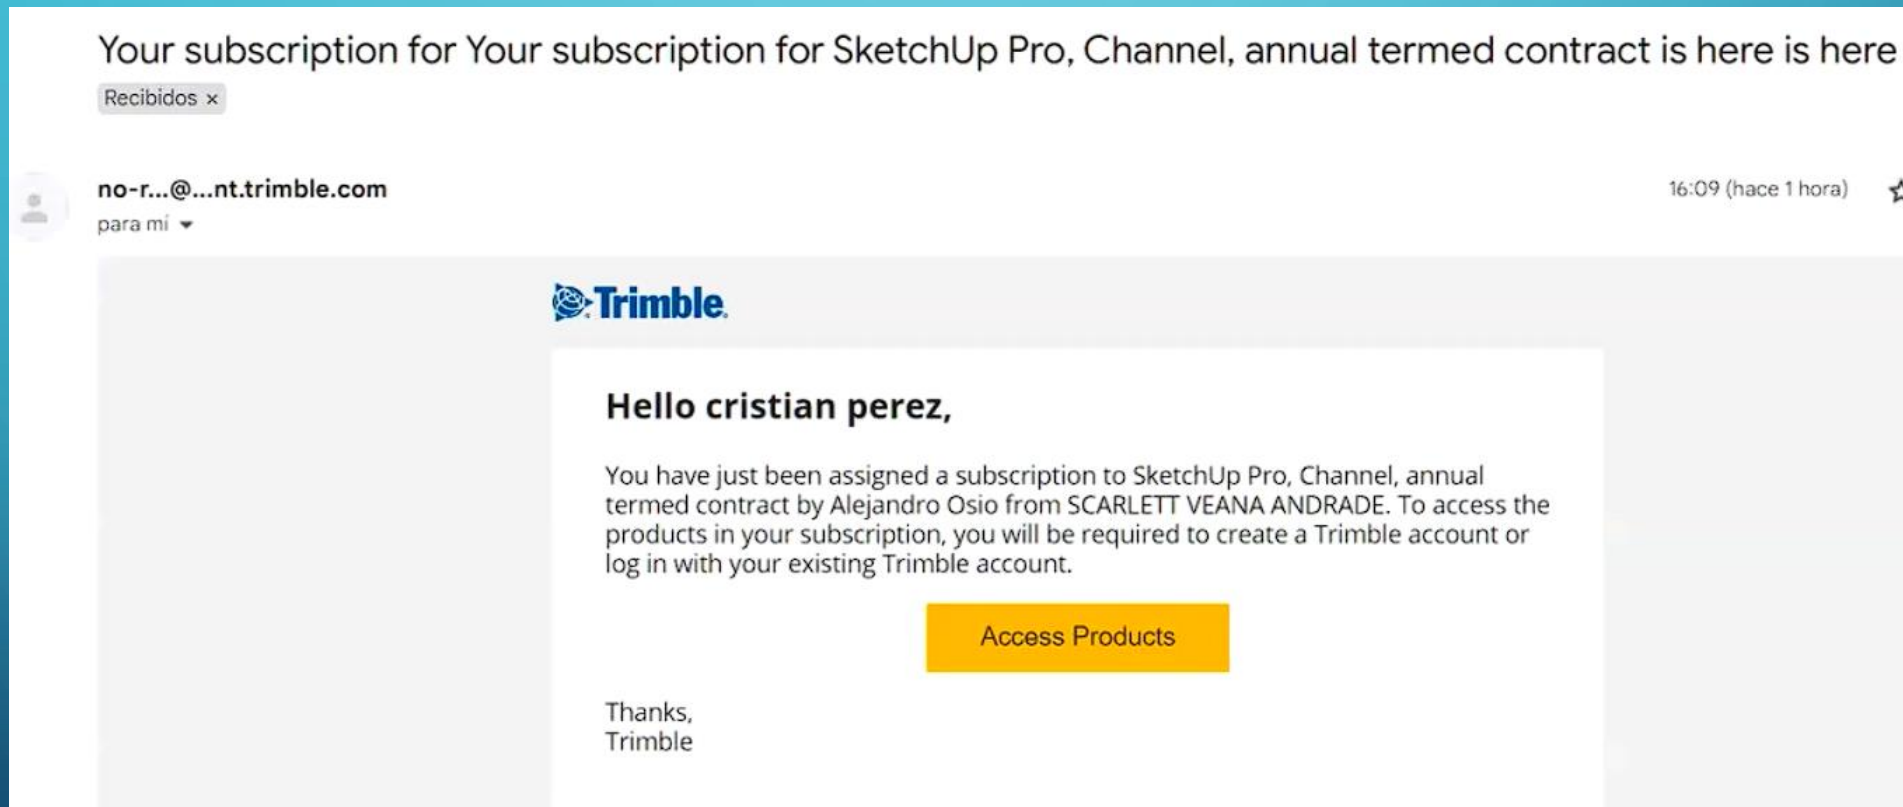 Your subscription for Your subscription for SketchUp Pro, Channel, annual termed contract is here is here
Recibidos x
no-r...@...nt.trimble.com
16:09 (hace 1 hora)
para mí
Trimble.
Hello cristian perez,
You have just been assigned a subscription to SketchUp Pro, Channel, annual
termed contract by Alejandro Osio from SCARLETT VEANA ANDRADE. To access the
products in your subscription, you will be required to create a Trimble account or
log in with your existing Trimble account.
Access Products
Thanks,
Trimble